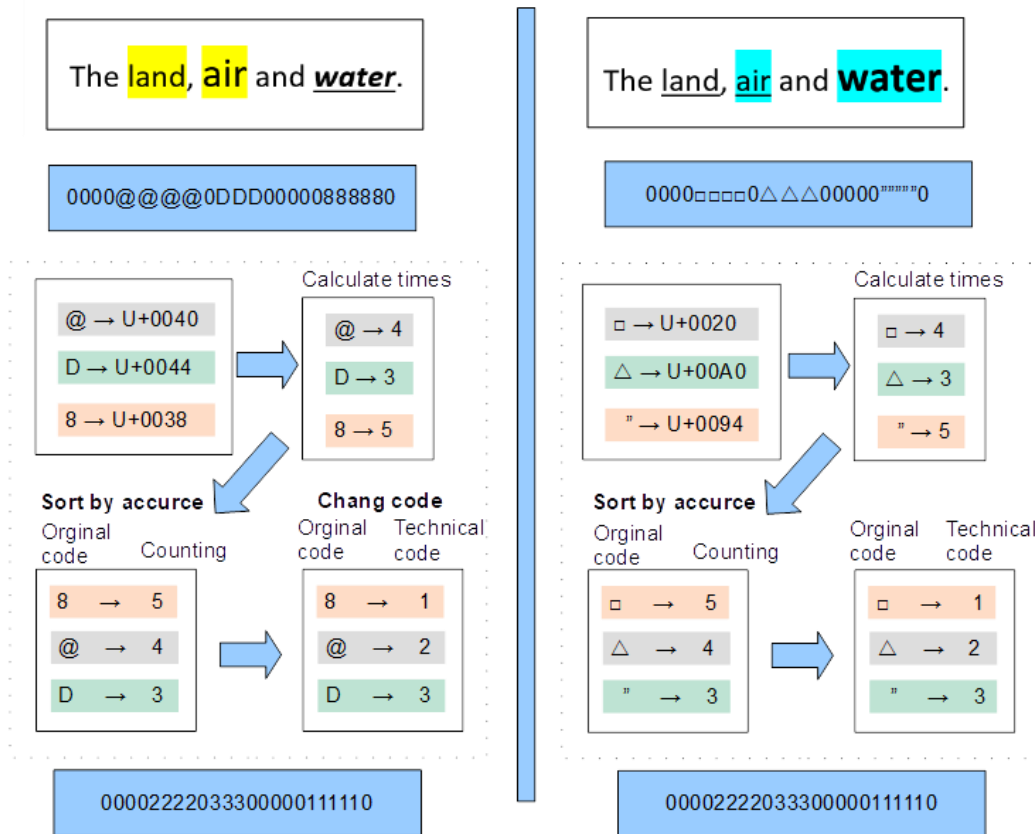 The land, air and water.
0000@@@@0DDD00000888880
@ → U+0040
D → U+0044
8 → U+0038
Calculate times
@ → 4
D → 3
8 → 5
Sort by accurce
Orginal code
Counting
8 → 5
@ → 4
D → 3
Chang code
Orginal code
Technical code
8 → 1
@ → 2
D → 3
00002222033300000111110
The land, air and water.
0000□□□□0△△△00000"""""0
□ → U+0020
△ → U+00A0
" → U+0094
Calculate times
□ → 4
△ → 3
" → 5
Sort by accurce
Orginal code
Counting
□ → 5
△ → 4
" → 3
Orginal code
Technical code
□ → 1
△ → 2
" → 3
00002222033300000111110